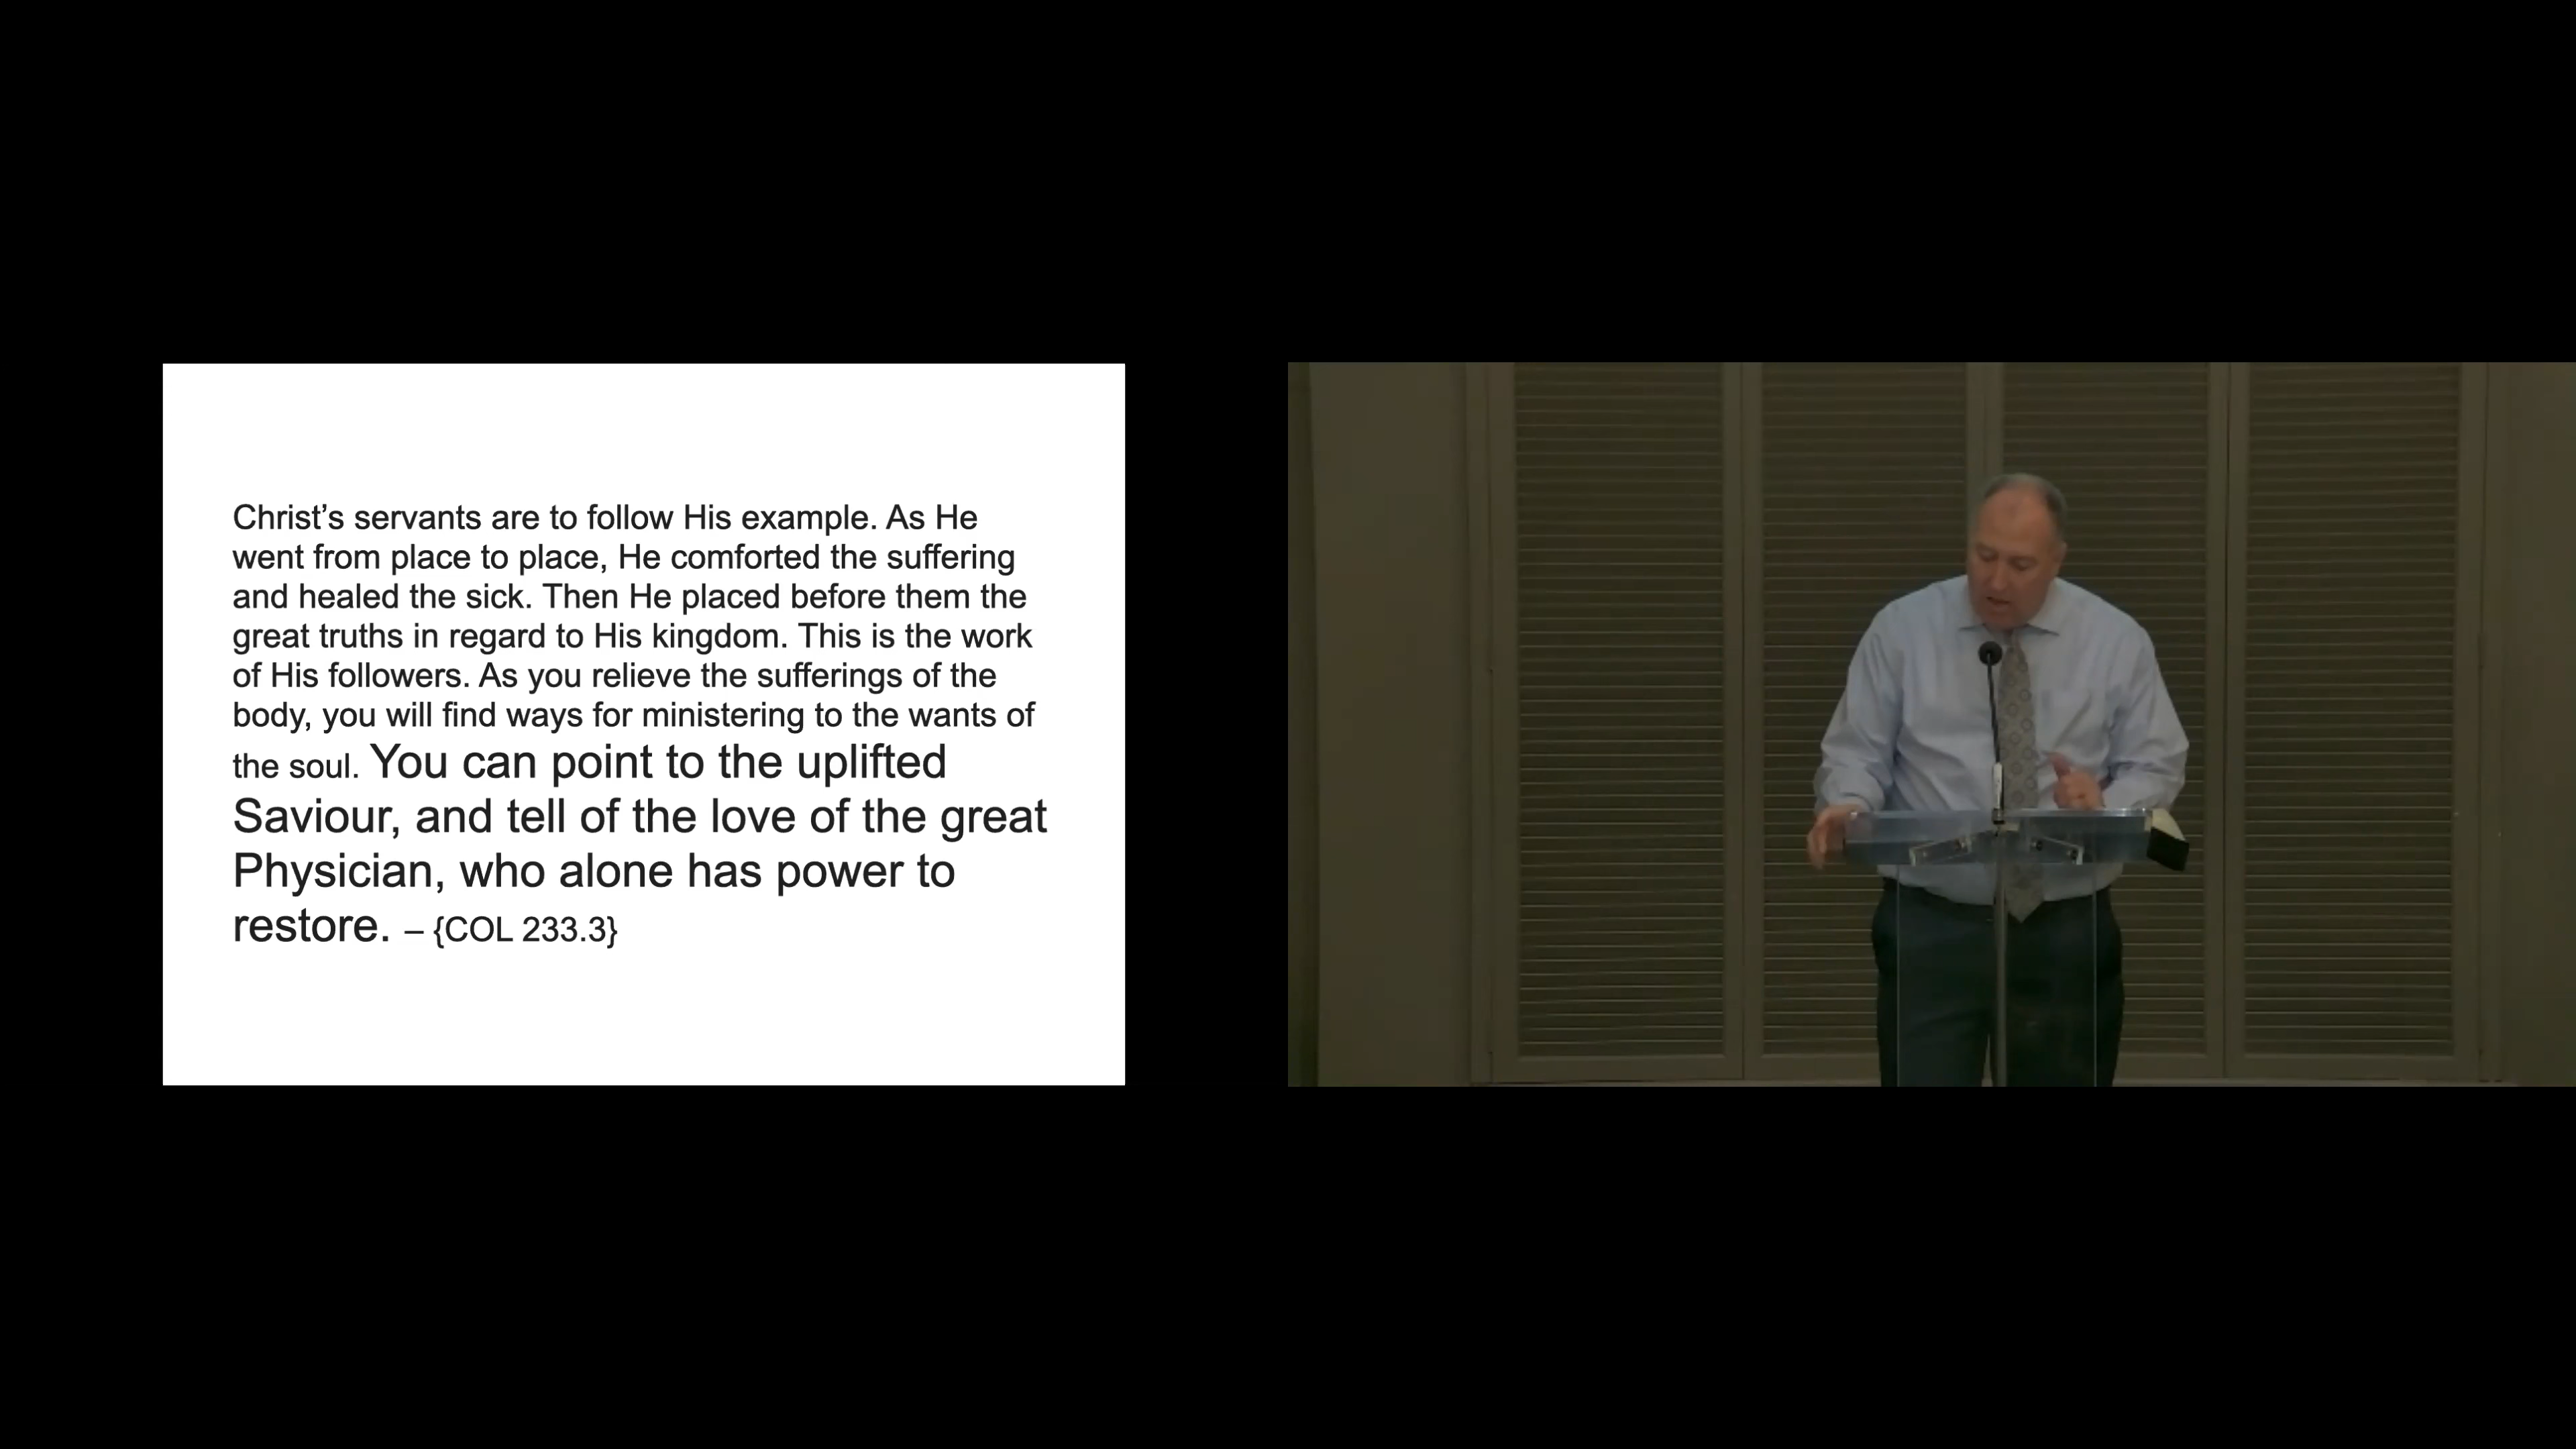 Christ’s servants are to follow His example. As He
went from place to place, He comforted the suffering
and healed the sick. Then He placed before them the
great truths in regard to His kingdom. This is the work
of His followers. As you relieve the sufferings of the
body, you will find ways for ministering to the wants of
the soul. You can point to the uplifted
Saviour, and tell of the love of the great
Physician, who alone has power to
restore. – {COL 233.3}